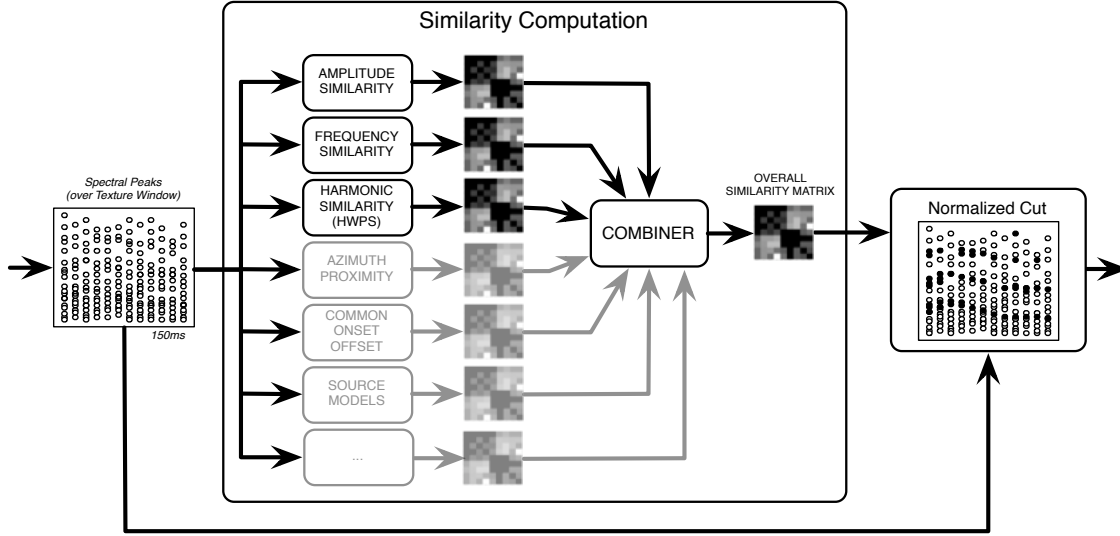 Similarity Computation
AMPLITUDE
SIMILARITY
FREQUENCY
SIMILARITY
HARMONIC
SIMILARITY
(HWPS)
AZIMUTH
PROXIMITY
COMMON
ONSET
OFFSET
SOURCE
MODELS
...
Spectral Peaks
(over Texture Window)
150ms
COMBINER
OVERALL
SIMILARITY MATRIX
Normalized Cut